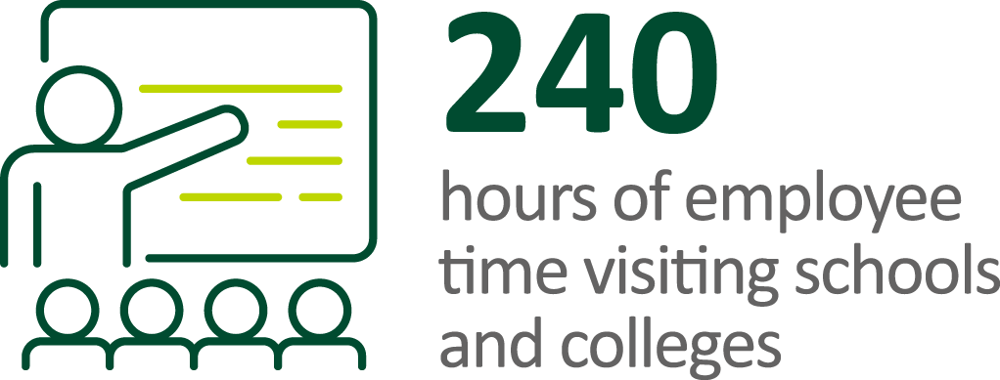 240
hours of employee
time visiting schools
and colleges